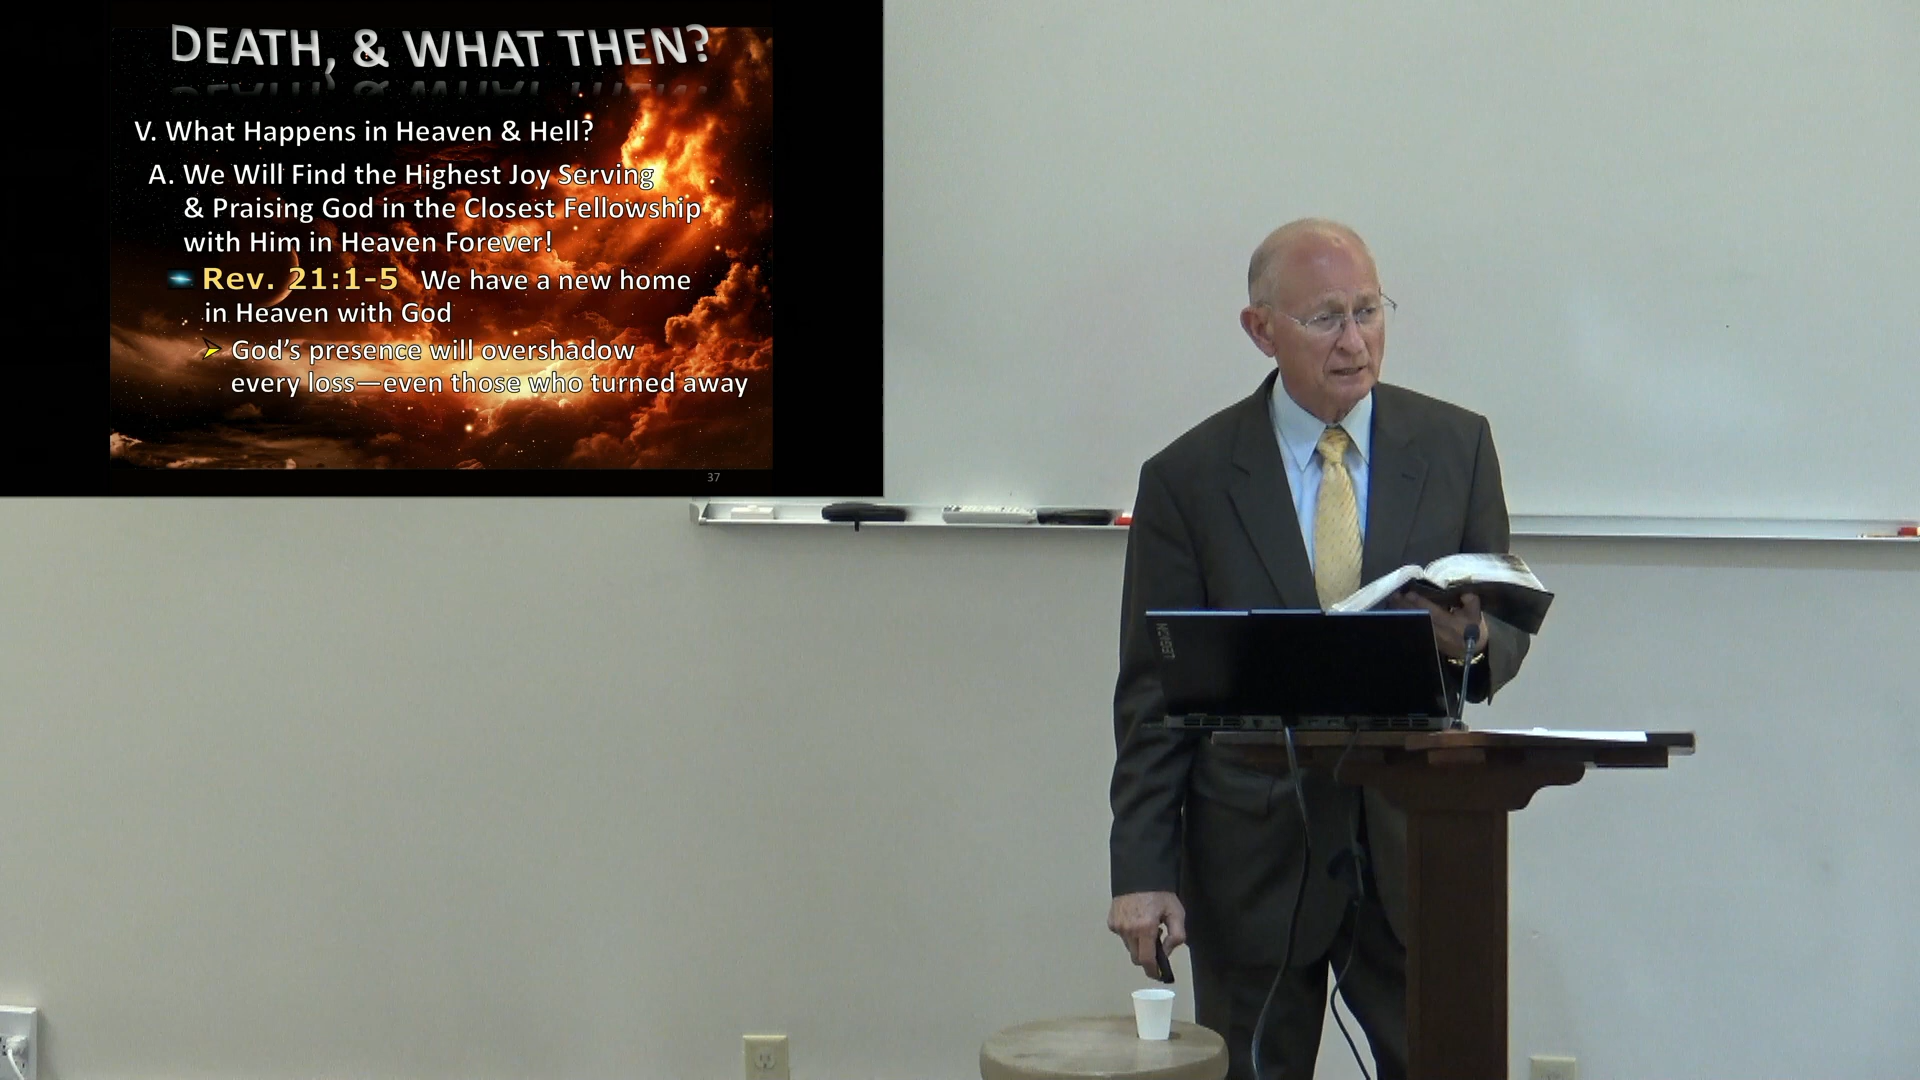 DEATH, & WHAT THEN?
V. What Happens in Heaven & Hell?
A. We Will Find the Highest Joy Serving
& Praising God in the Closest Fellowship
with Him in Heaven Forever!
Rev. 21:1-5 We have a new home
in Heaven with God
God's presence will overshadow
every loss—even those who turned away
37
LEGION